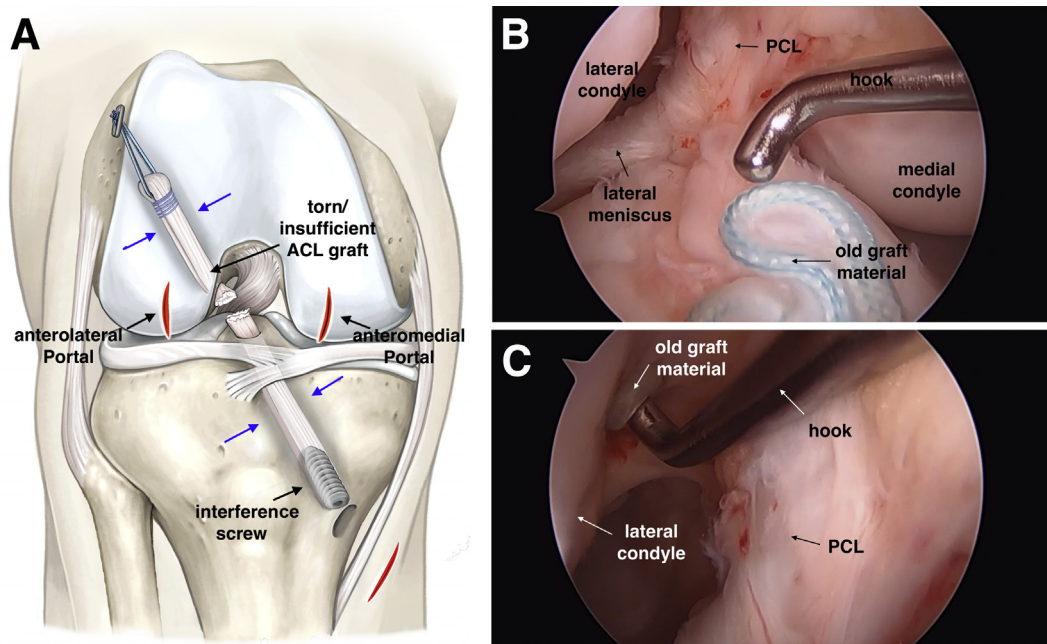 A
torn/
insufficient
ACL graft
anterolateral
Portal
anteromedial
Portal
interference
screw
B
PCL
lateral
condyle
hook
lateral
meniscus
medial
condyle
old graft
material
C
old graft
material
hook
lateral
condyle
PCL